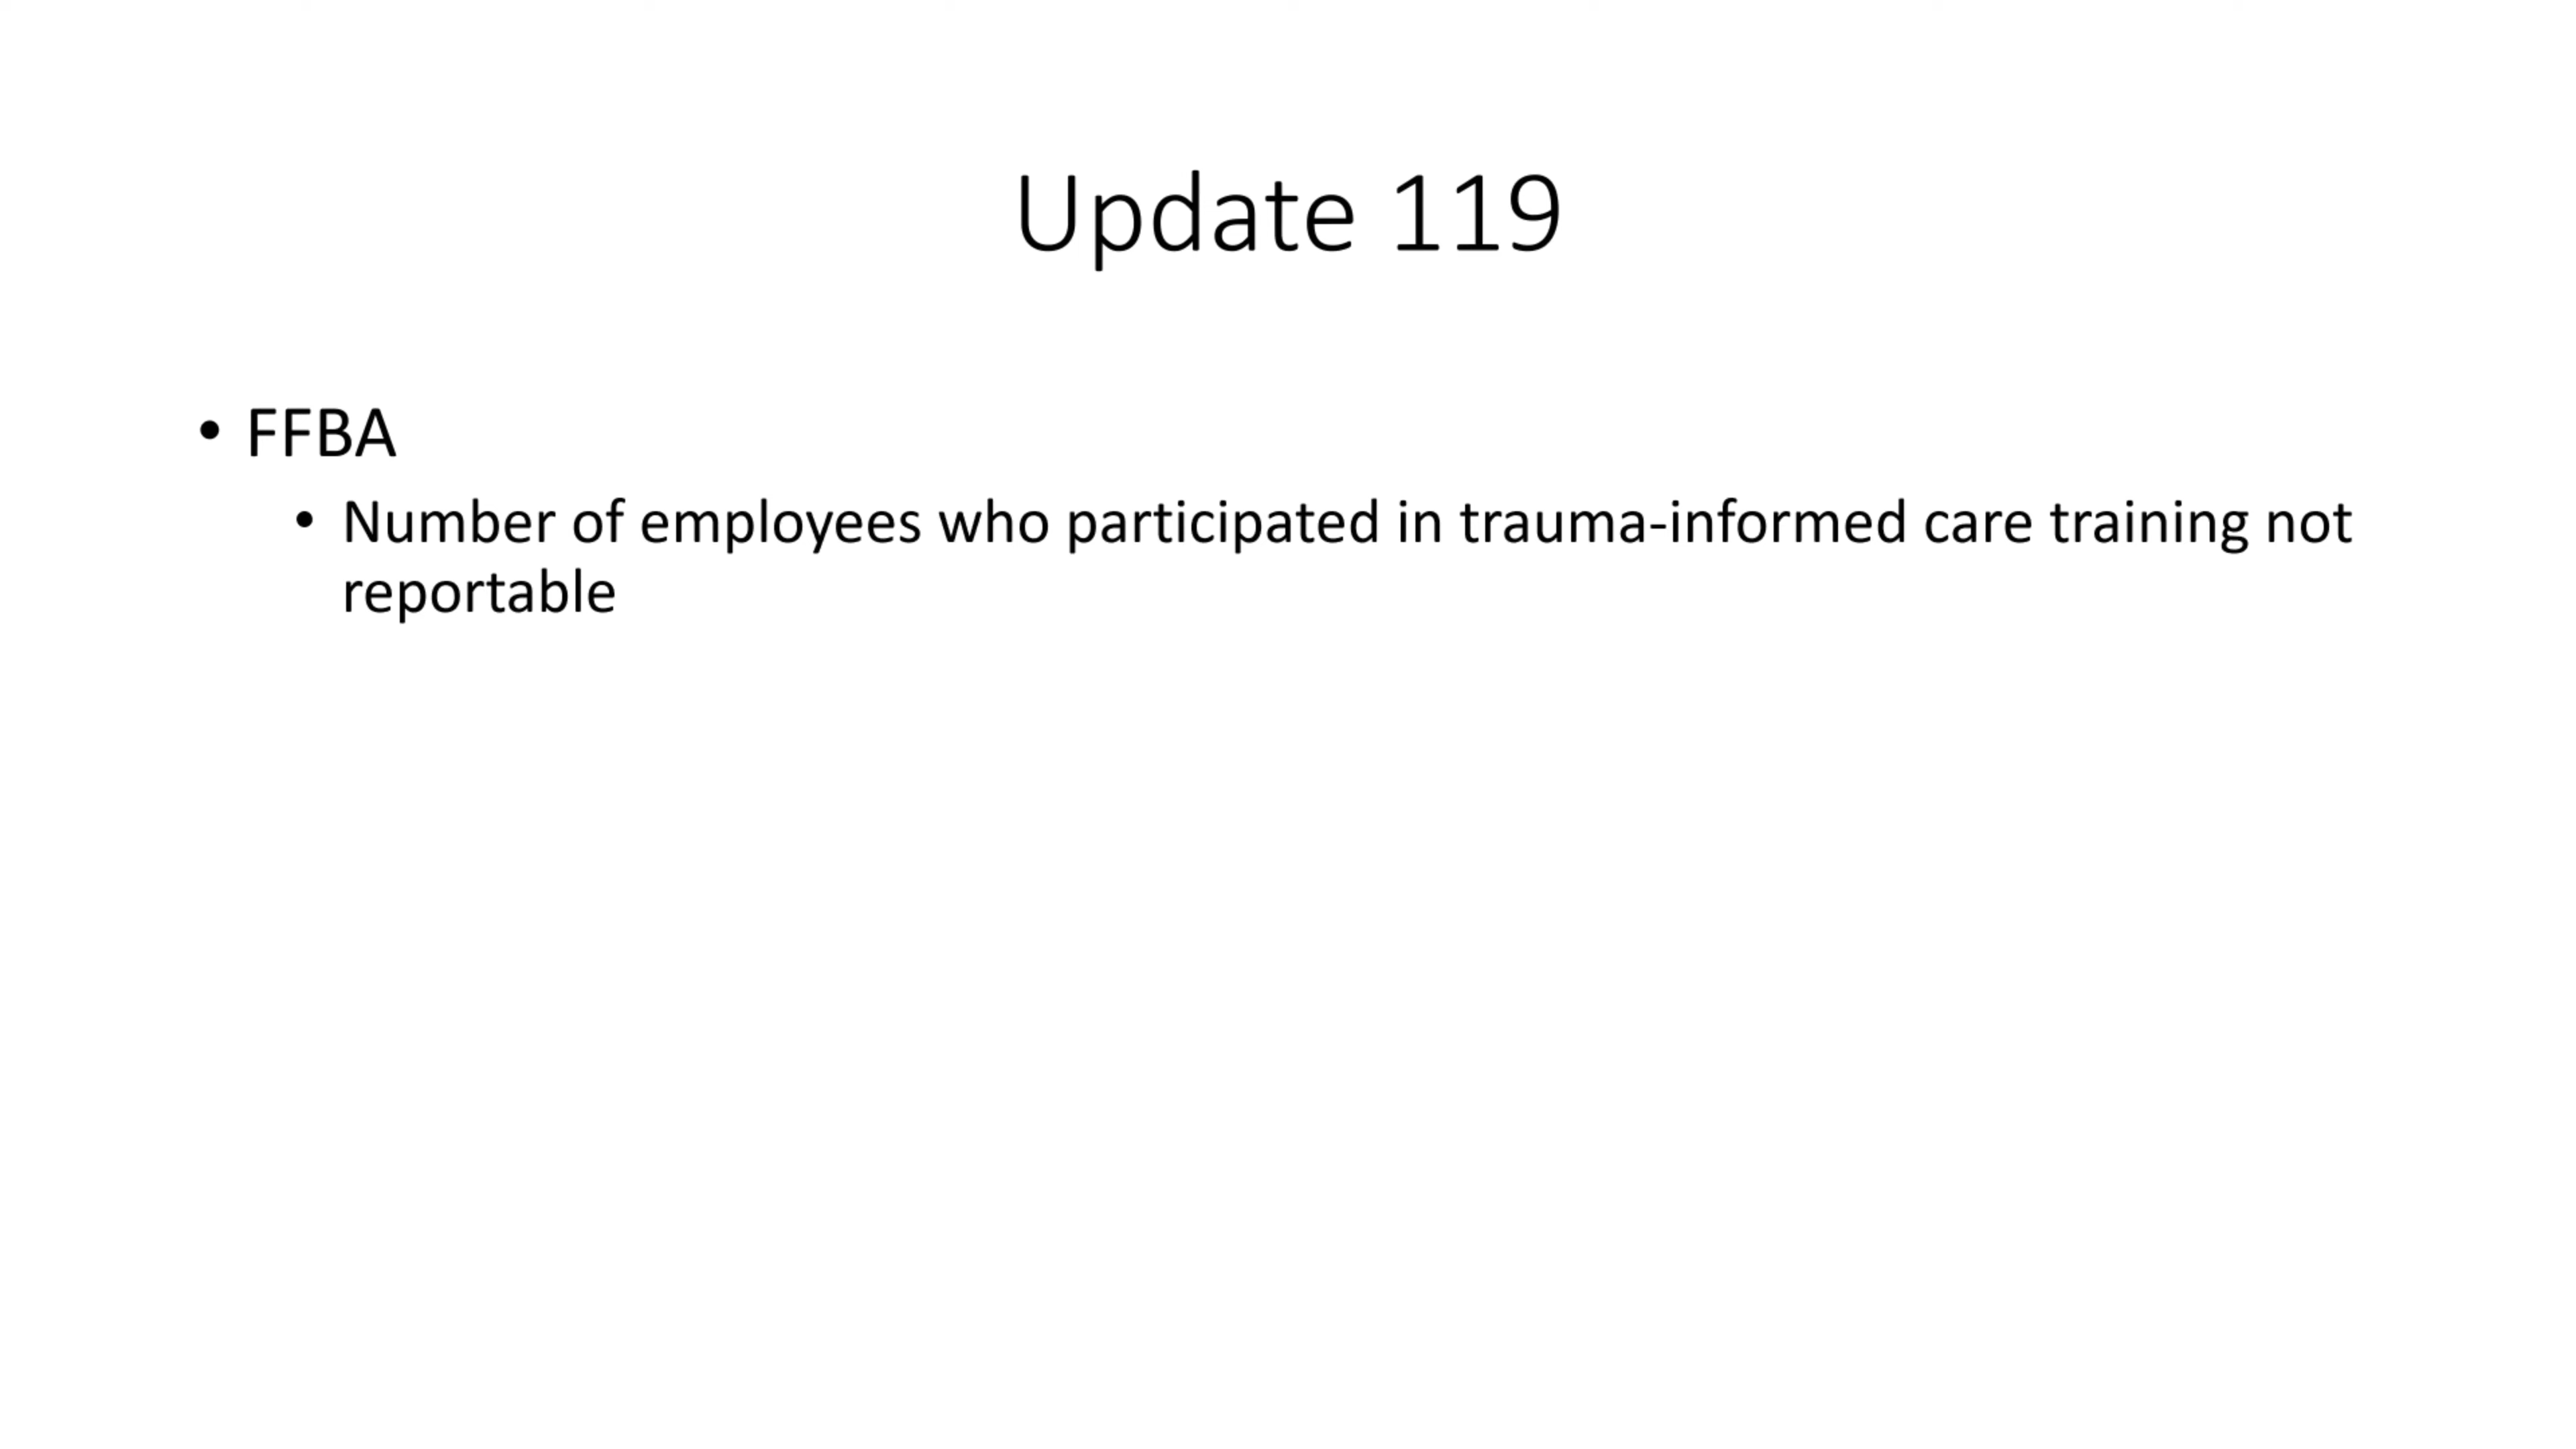 Update 119
• FFBA
• Number of employees who participated in trauma-informed care training not
reportable